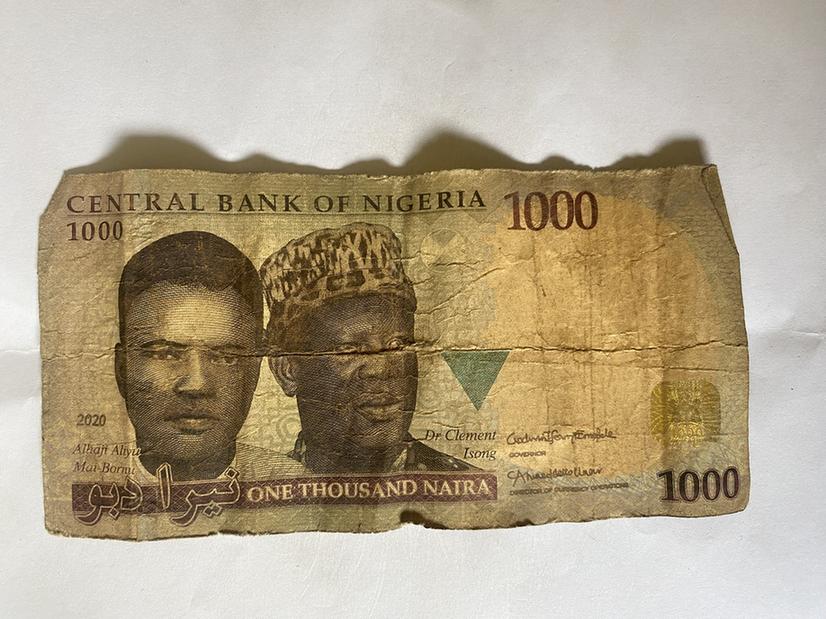 CENTRAL BANK OF NIGERIA
1000
1000
2020
Alhaji Aliyu
Mai-Bornu
Dr Clement
Isong
GOVERNOR
DIRECTOR OF CURRENCY OPERATIONS
نيرا دبو
ONE THOUSAND NAIRA
1000